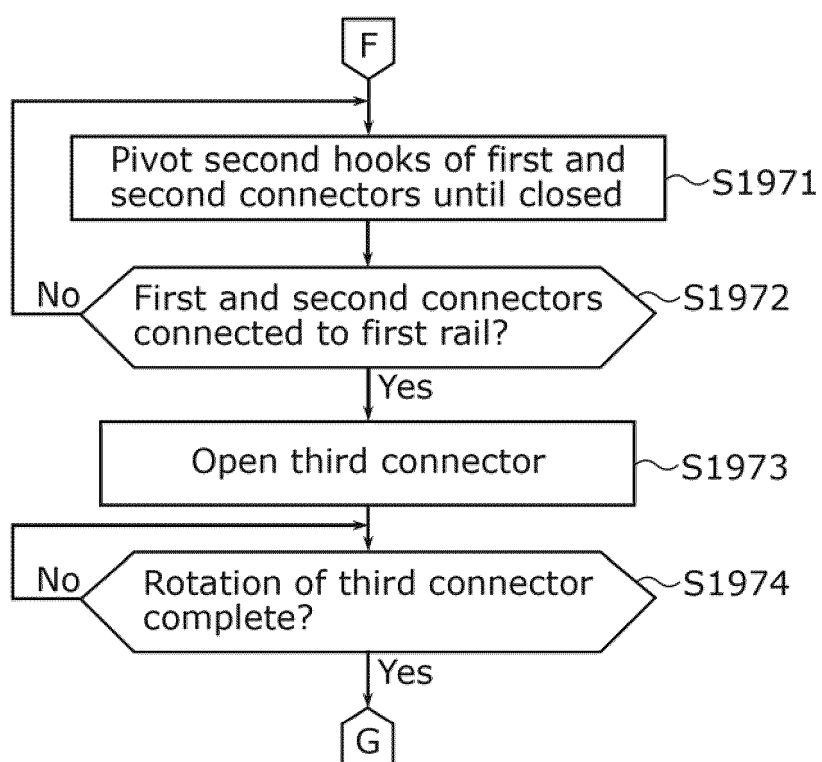 F
Pivot second hooks of first and
second connectors until closed
S1971
No
First and second connectors
connected to first rail?
S1972
Yes
Open third connector
S1973
No
Rotation of third connector
complete?
S1974
Yes
G